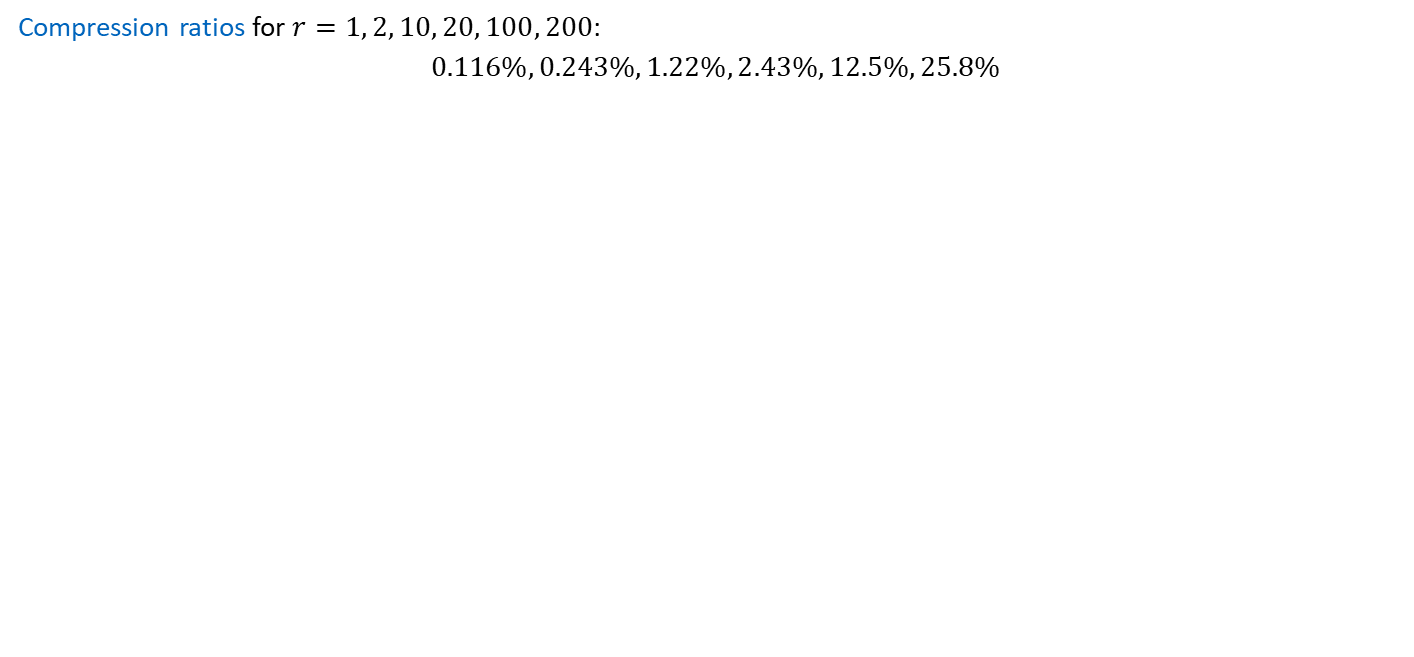 Compression ratios for r = 1, 2, 10, 20, 100, 200:
0.116%, 0.243%, 1.22%, 2.43%, 12.5%, 25.8%